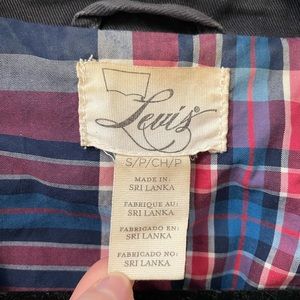 Levi's
S/P/CH/P
MADE IN:
SRI LANKA
FABRIQUE AU:
SRI LANKA
FABRICADO EN:
SRI LANKA
FABRICADO NO:
SRI LANKA